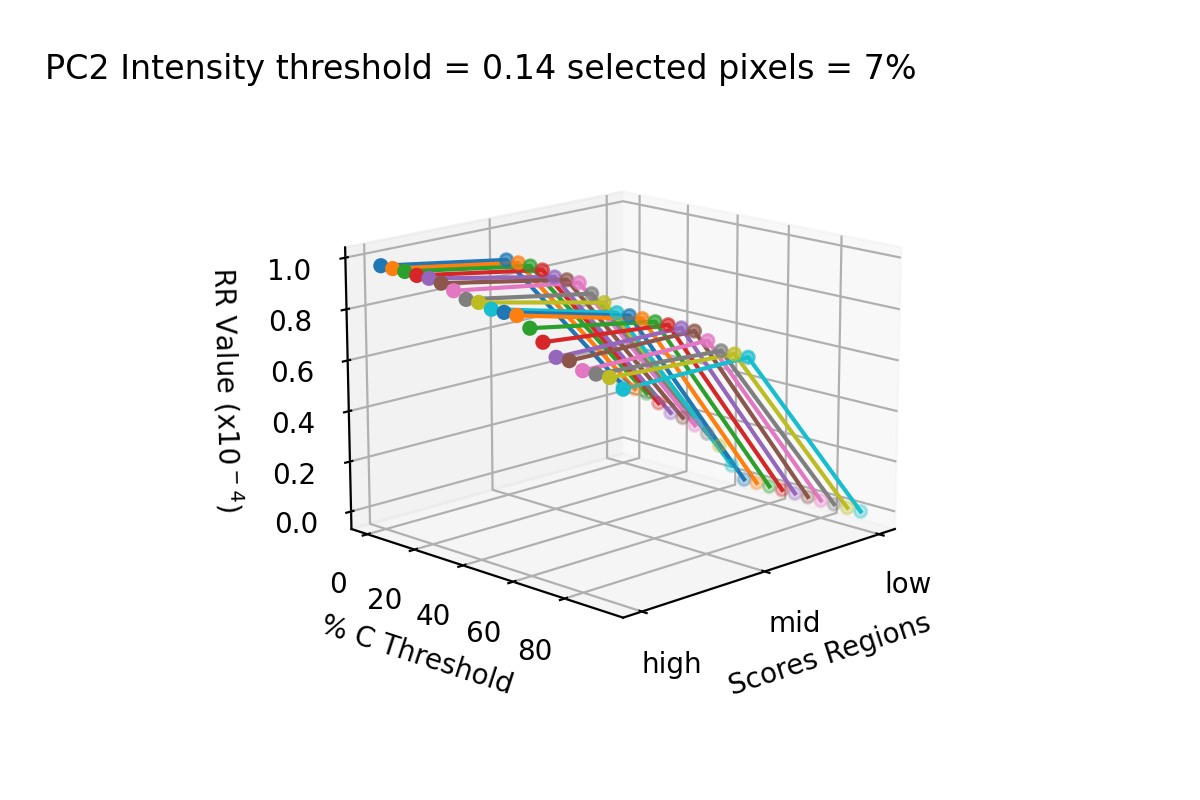 PC2 Intensity threshold = 0.14 selected pixels = 7%
RR Value (x10⁻⁴)
1.0
0.8
0.6
0.4
0.2
0.0
0
20
40
60
80
% C Threshold
high
mid
low
Scores Regions